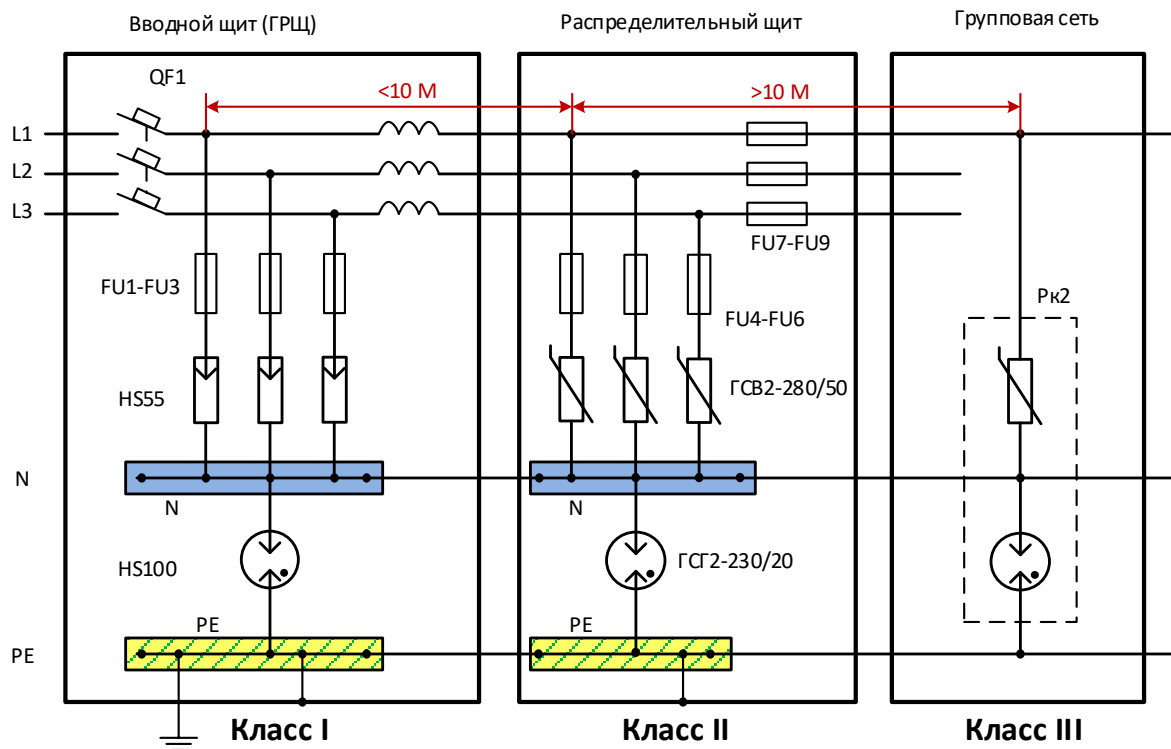 Вводной щит (ГРЩ)
Распределительный щит
Групповая сеть
QF1
<10 М
>10 М
L1
L2
L3
FU7-FU9
FU1-FU3
Рк2
FU4-FU6
HS55
ГСВ2-280/50
N
N
N
HS100
ГСГ2-230/20
PE
PE
PE
Класс I
Класс II
Класс III